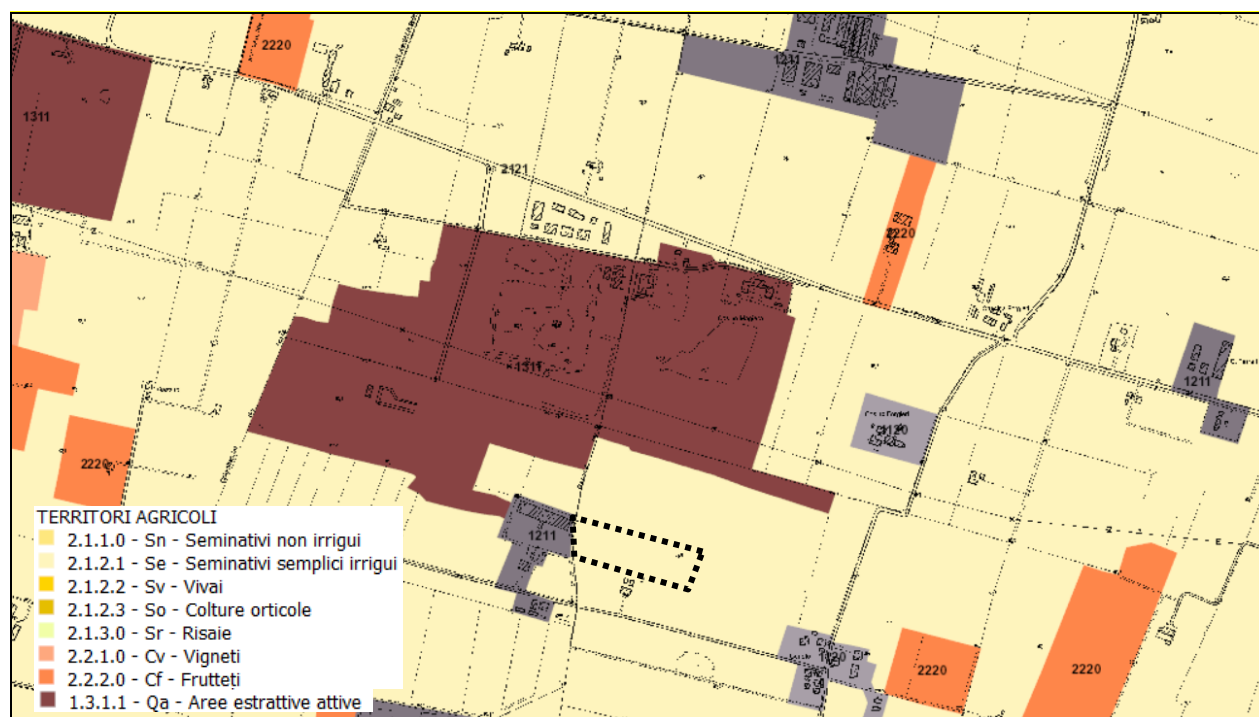 2220
1211
1311
2121
2220
1311
1211
1120
2220
1211
1120
2220
2220
TERRITORI AGRICOLI
2.1.1.0 - Sn - Seminativi non irrigui
2.1.2.1 - Se - Seminativi semplici irrigui
2.1.2.2 - Sv - Vivai
2.1.2.3 - So - Colture orticole
2.1.3.0 - Sr - Risaie
2.2.1.0 - Cv - Vigneti
2.2.2.0 - Cf - Frutteti
1.3.1.1 - Qa - Aree estrattive attive